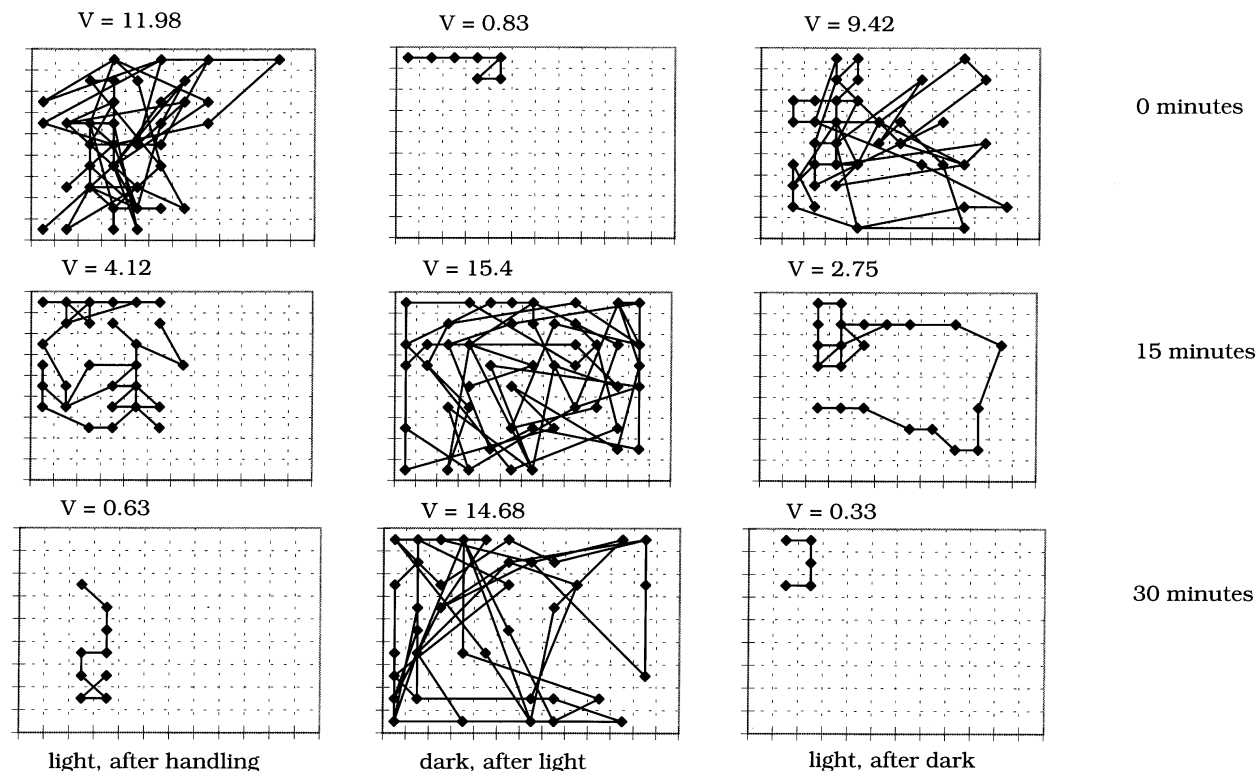 V = 11.98
V = 0.83
V = 9.42
0 minutes
V = 4.12
V = 15.4
V = 2.75
15 minutes
V = 0.63
V = 14.68
V = 0.33
30 minutes
light, after handling
dark, after light
light, after dark